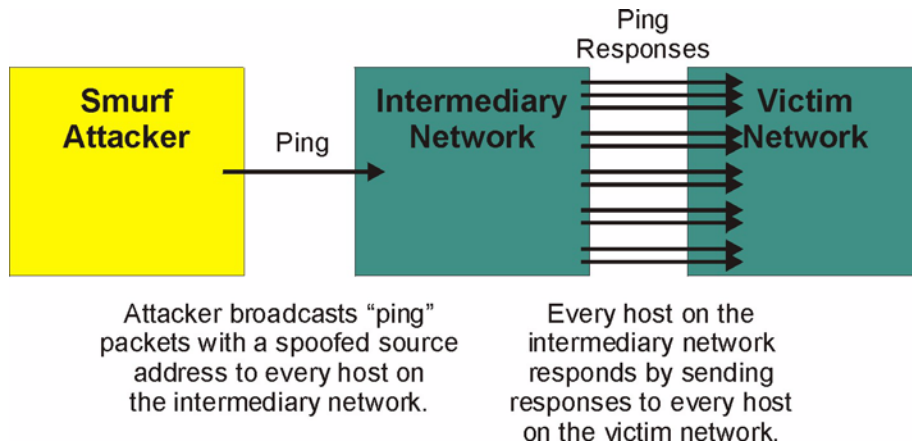 Ping
Responses
Smurf
Attacker
Ping
Intermediary
Network
Victim
Network
Attacker broadcasts “ping”
packets with a spoofed source
address to every host on
the intermediary network.
Every host on the
intermediary network
responds by sending
responses to every host
on the victim network.